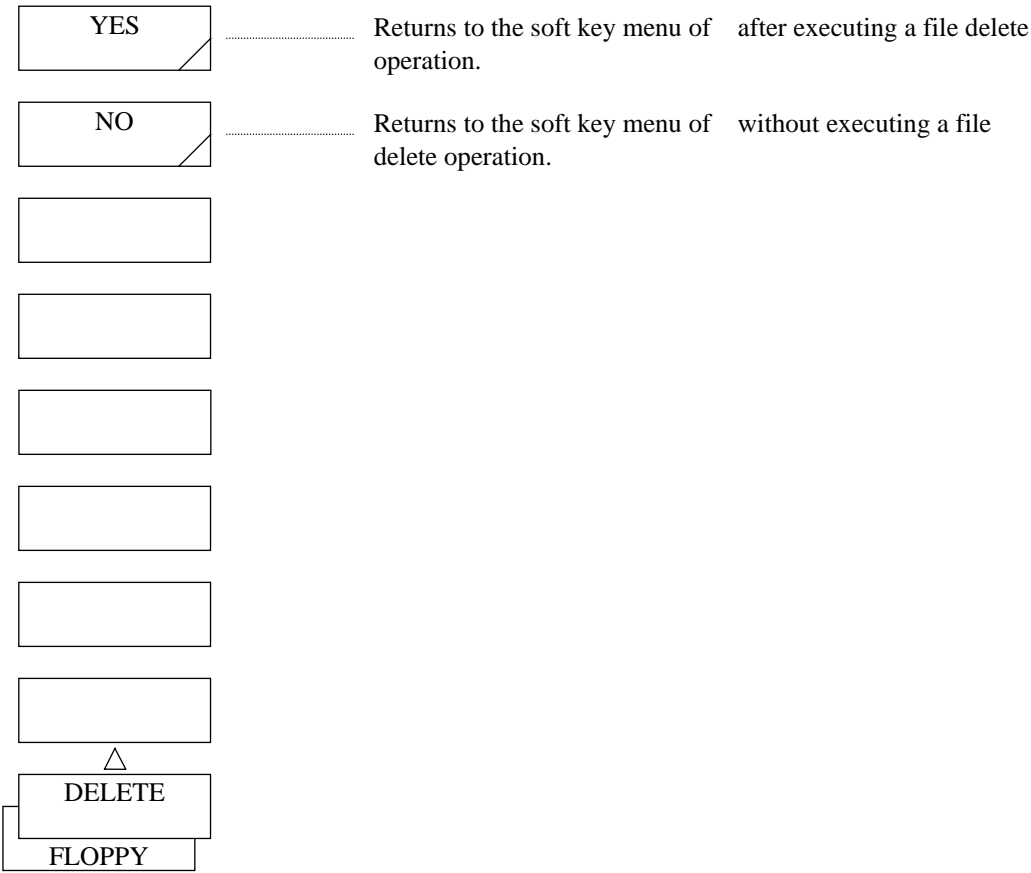 YES
Returns to the soft key menu of after executing a file delete
operation.
NO
Returns to the soft key menu of without executing a file
delete operation.
DELETE
FLOPPY